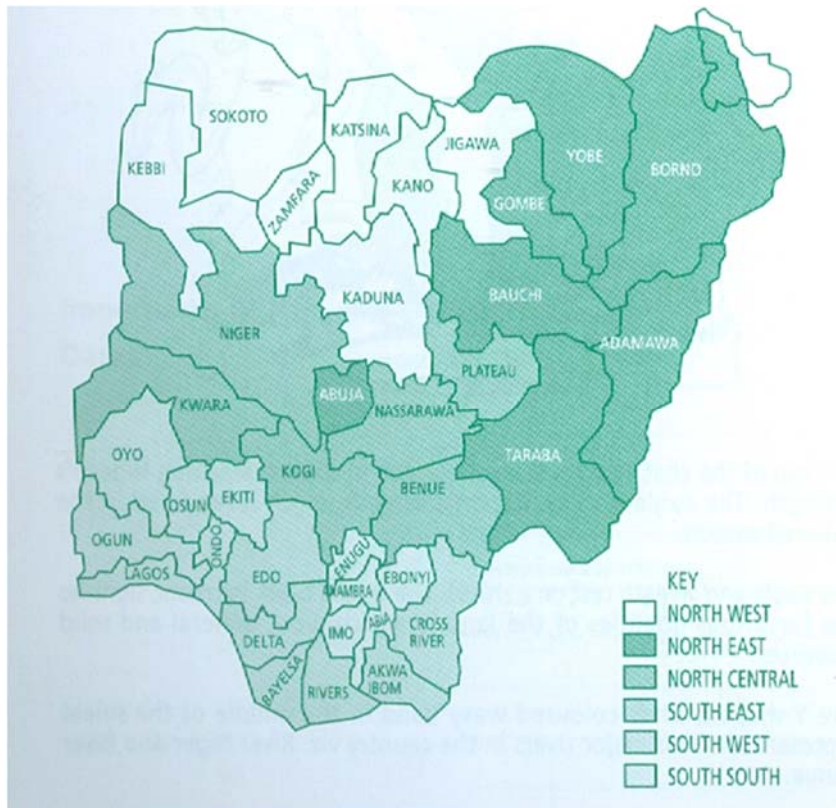 SOKOTO
KEBBI
ZAMFARA
KATSINA
KANO
JIGAWA
YOBE
BORNO
GOMBE
BAUCHI
ADAMAWA
KADUNA
NIGER
PLATEAU
ABUJA
NASSARAWA
KWARA
TARABA
OYO
KOGI
BENUE
OSUN
EKITI
OGUN
ONDO
LAGOS
EDO
ENUGU
ANAMBRA
EBONYI
DELTA
IMO
ABIA
CROSS
RIVER
BAYELSA
RIVERS
AKWA
IBOM
KEY
NORTH WEST
NORTH EAST
NORTH CENTRAL
SOUTH EAST
SOUTH WEST
SOUTH SOUTH